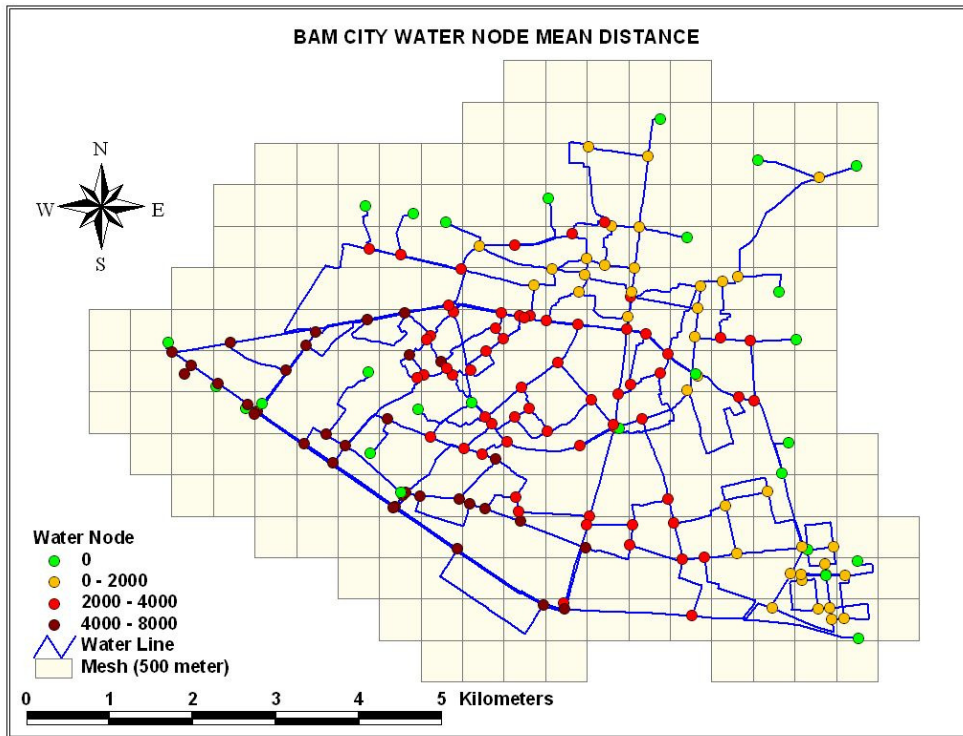 BAM CITY WATER NODE MEAN DISTANCE
N
W E
S
Water Node
0
0 - 2000
2000 - 4000
4000 - 8000
Water Line
Mesh (500 meter)
0 1 2 3 4 5 Kilometers